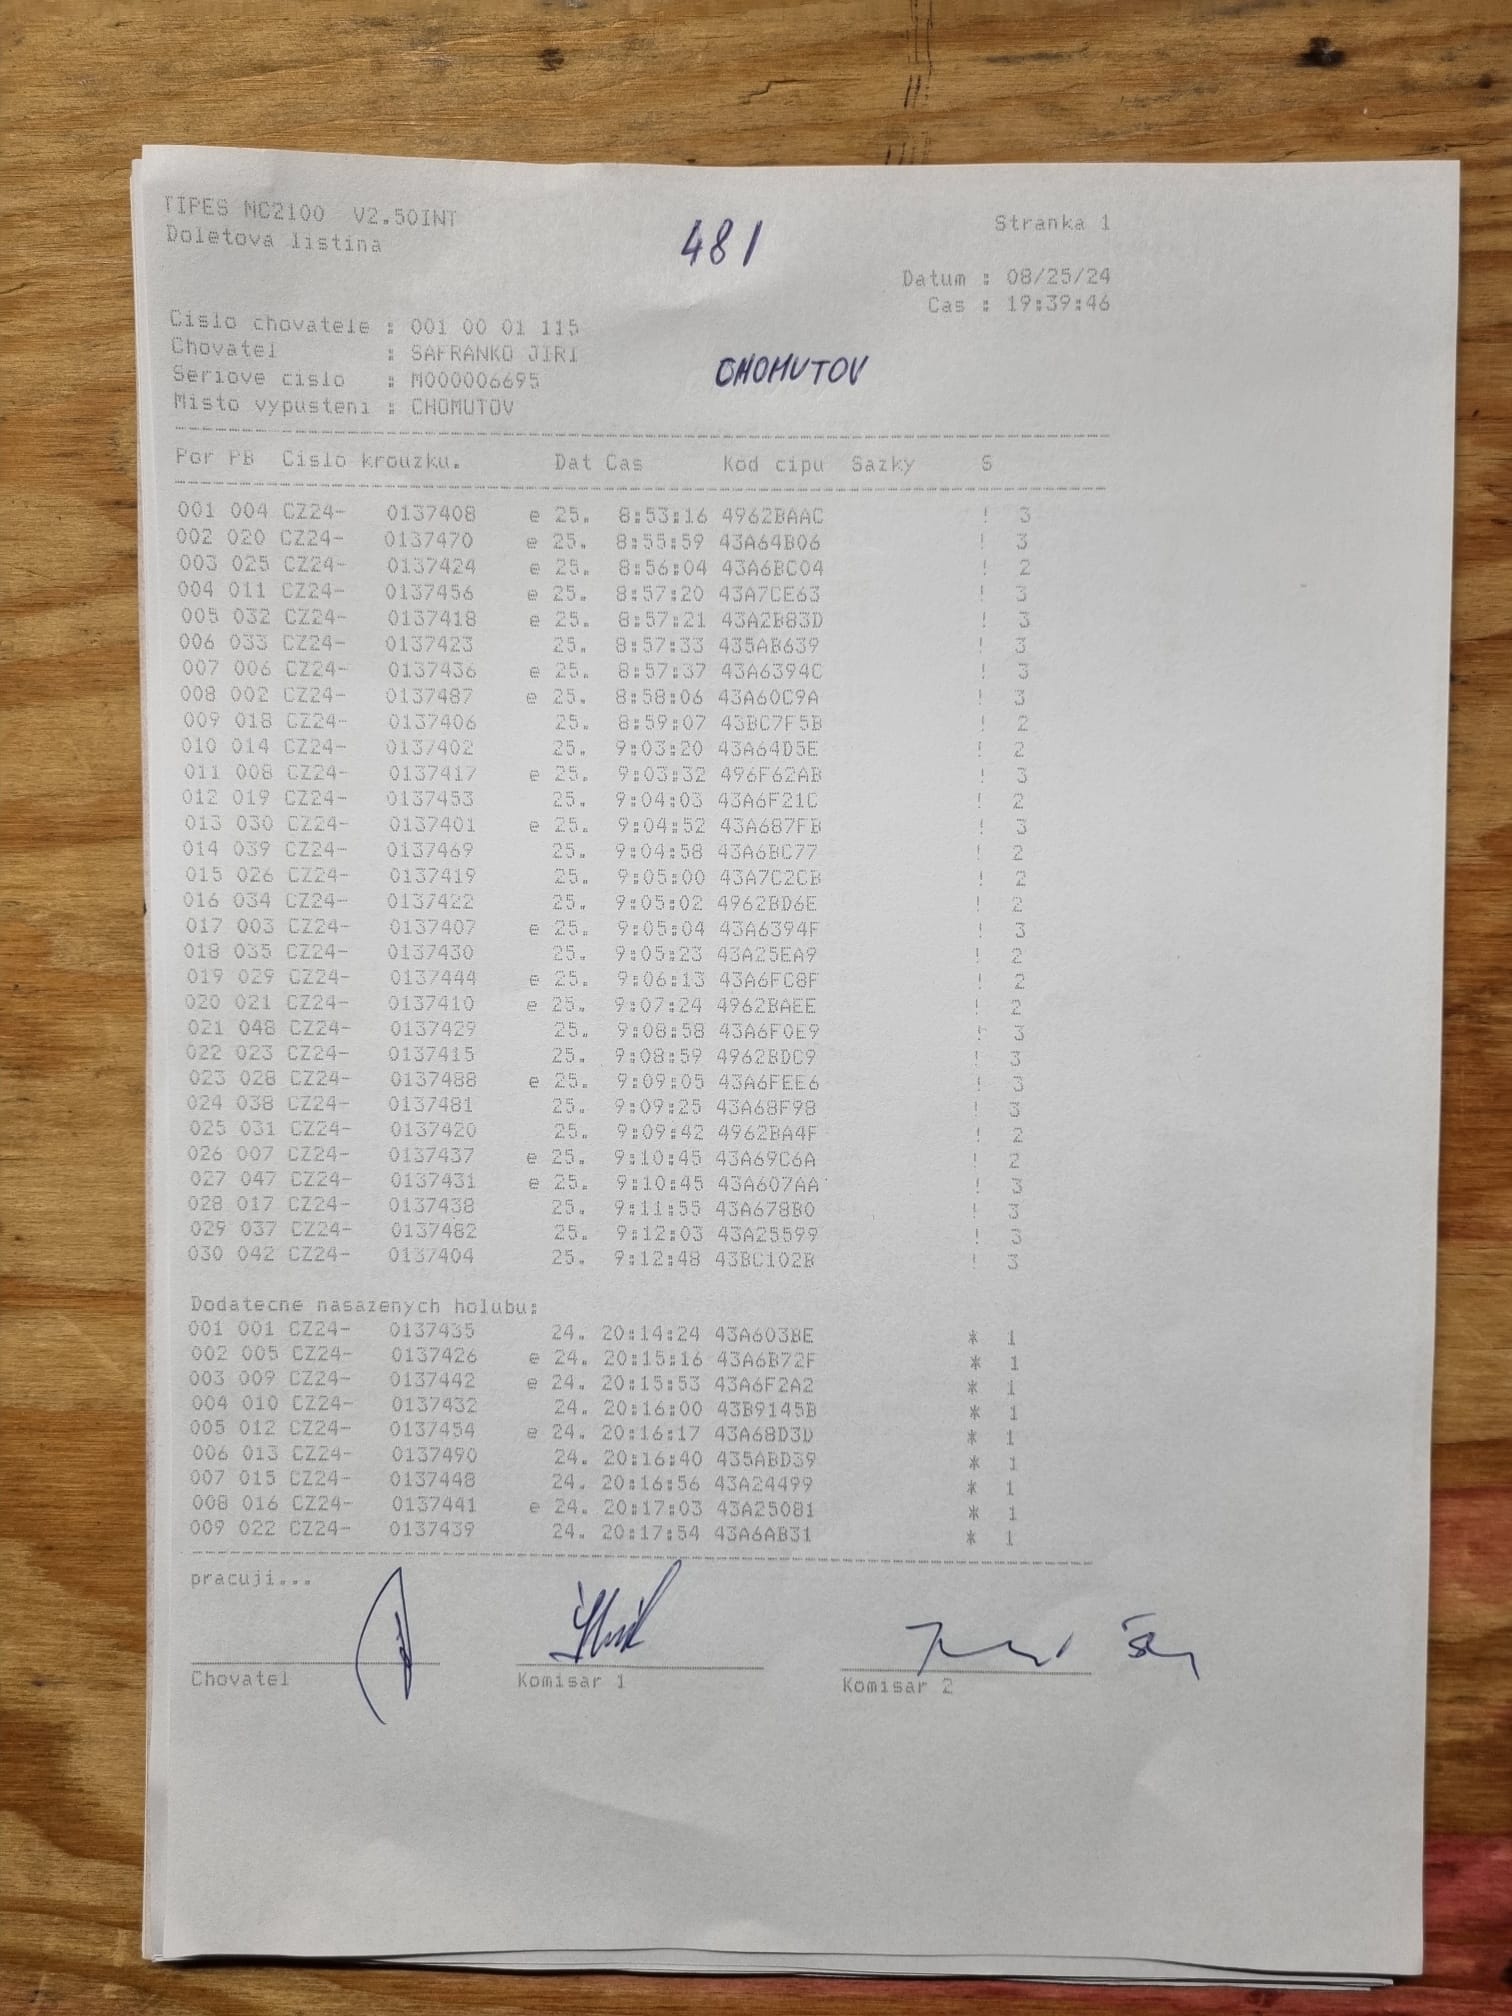 TIPES MC2100 V2.50INT
Stranka 1
Doletova listina
481
Datum : 08/25/24
Cas : 19:39:46
Cislo chovatele : 001 00 01 115
Chovatel : SAFRANKO JIRI
Seriove cislo : M000006695
Misto vypusteni : CHOMUTOV
CHOMUTOV
Por PB Cislo krouzku. Dat Cas Kod cipu Sazky S
001 004 CZ24- 0137408 e 25. 8:53:16 4962BAAC ! 3
002 020 CZ24- 0137470 e 25. 8:55:59 43A64B06 ! 3
003 025 CZ24- 0137424 e 25. 8:56:04 43A6BC04 ! 2
004 011 CZ24- 0137456 e 25. 8:57:20 43A7CE63 ! 3
005 032 CZ24- 0137418 e 25. 8:57:21 43A2B83D ! 3
006 033 CZ24- 0137423 25. 8:57:33 435AB639 ! 3
007 006 CZ24- 0137436 e 25. 8:57:37 43A6394C ! 3
008 002 CZ24- 0137487 e 25. 8:58:06 43A60C9A ! 3
009 018 CZ24- 0137406 25. 8:59:07 43BC7F5B ! 2
010 014 CZ24- 0137402 25. 9:03:20 43A64D5E ! 2
011 008 CZ24- 0137417 e 25. 9:03:32 496F62AB ! 3
012 019 CZ24- 0137453 25. 9:04:03 43A6F21C ! 2
013 030 CZ24- 0137401 e 25. 9:04:52 43A687FB ! 3
014 039 CZ24- 0137469 25. 9:04:58 43A6BC77 ! 2
015 026 CZ24- 0137419 25. 9:05:00 43A7C2CB ! 2
016 034 CZ24- 0137422 25. 9:05:02 4962BD6E ! 2
017 003 CZ24- 0137407 e 25. 9:05:04 43A6394F ! 3
018 035 CZ24- 0137430 25. 9:05:23 43A25EA9 ! 2
019 029 CZ24- 0137444 e 25. 9:06:13 43A6FC8F ! 2
020 021 CZ24- 0137410 e 25. 9:07:24 4962BAEE ! 2
021 048 CZ24- 0137429 25. 9:08:58 43A6F0E9 ! 3
022 023 CZ24- 0137415 25. 9:08:59 4962BDC9 ! 3
023 028 CZ24- 0137488 e 25. 9:09:05 43A6FEE6 ! 3
024 038 CZ24- 0137481 25. 9:09:25 43A68F98 ! 3
025 031 CZ24- 0137420 25. 9:09:42 4962BA4F ! 2
026 007 CZ24- 0137437 e 25. 9:10:45 43A69C6A ! 2
027 047 CZ24- 0137431 e 25. 9:10:45 43A607AA ! 3
028 017 CZ24- 0137438 25. 9:11:55 43A678B0 ! 3
029 037 CZ24- 0137482 25. 9:12:03 43A25599 ! 3
030 042 CZ24- 0137404 25. 9:12:48 43BC102B ! 3
Dodatecne nasazenych holubu:
001 001 CZ24- 0137435 24. 20:14:24 43A603BE * 1
002 005 CZ24- 0137426 e 24. 20:15:16 43A6B72F * 1
003 009 CZ24- 0137442 e 24. 20:15:53 43A6F2A2 * 1
004 010 CZ24- 0137432 24. 20:16:00 43B9145B * 1
005 012 CZ24- 0137454 e 24. 20:16:17 43A68D3D * 1
006 013 CZ24- 0137490 24. 20:16:40 435ABD39 * 1
007 015 CZ24- 0137448 24. 20:16:56 43A24499 * 1
008 016 CZ24- 0137441 e 24. 20:17:03 43A25081 * 1
009 022 CZ24- 0137439 24. 20:17:54 43A6AB31 * 1
pracuji...
Chovatel Komisar 1 Komisar 2